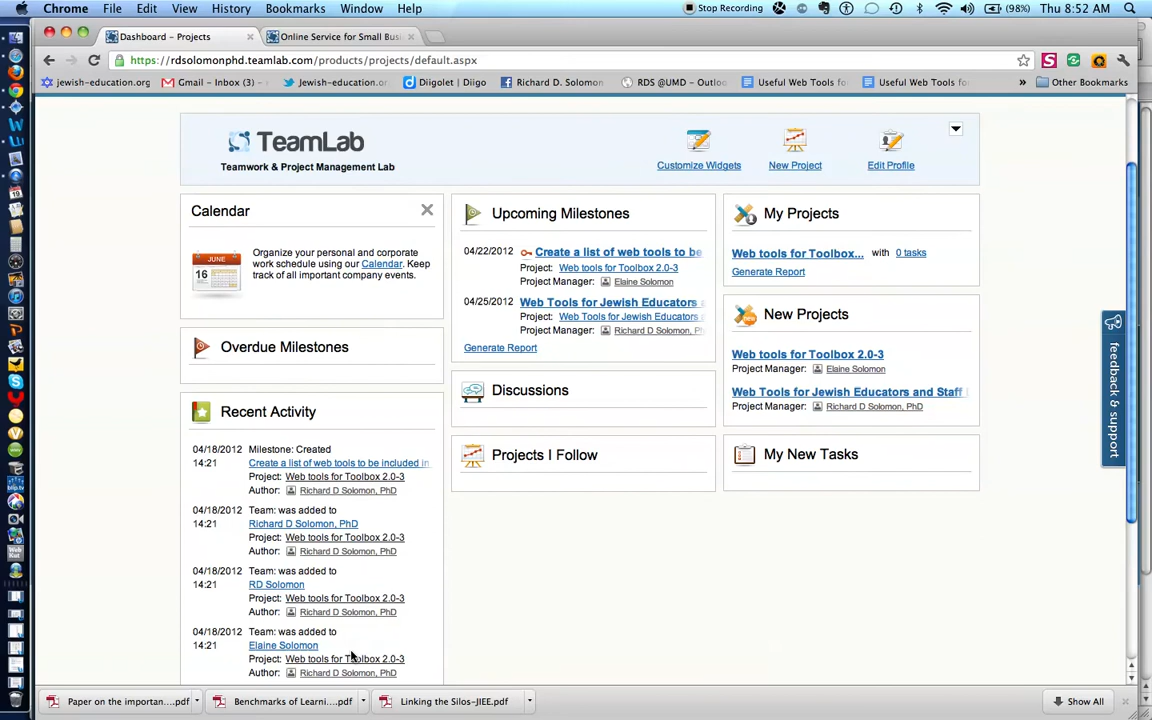 Chrome File Edit View History Bookmarks Window Help Stop Recording (98%) Thu 8:52 AM
Dashboard – Projects
Online Service for Small Busi
https://rdsolomonphd.teamlab.com/products/projects/default.aspx
jewish-education.org Gmail – Inbox (3) – Jewish-education.org Diigolet | Diigo Richard D. Solomon RDS @UMD – Outlo Useful Web Tools for Useful Web Tools fo » Other Bookmarks
TeamLab
Teamwork & Project Management Lab
Customize Widgets
New Project
Edit Profile
Calendar
Organize your personal and corporate
work schedule using our Calendar. Keep
track of all important company events.
JUNE
16
Overdue Milestones
Recent Activity
04/18/2012 Milestone: Created
14:21 Create a list of web tools to be included in
Project: Web tools for Toolbox 2.0-3
Author: Richard D Solomon, PhD
04/18/2012 Team: was added to
14:21 Richard D Solomon, PhD
Project: Web tools for Toolbox 2.0-3
Author: Richard D Solomon, PhD
04/18/2012 Team: was added to
14:21 RD Solomon
Project: Web tools for Toolbox 2.0-3
Author: Richard D Solomon, PhD
04/18/2012 Team: was added to
14:21 Elaine Solomon
Project: Web tools for Toolbox 2.0-3
Author: Richard D Solomon, PhD
Upcoming Milestones
04/22/2012 Create a list of web tools to be
Project: Web tools for Toolbox 2.0-3
Project Manager: Elaine Solomon
04/25/2012 Web Tools for Jewish Educators
Project: Web Tools for Jewish Educators
Project Manager: Richard D Solomon, Ph
Generate Report
Discussions
Projects I Follow
My Projects
Web tools for Toolbox... with 0 tasks
Generate Report
New Projects
Web tools for Toolbox 2.0-3
Project Manager: Elaine Solomon
Web Tools for Jewish Educators and Staff
Project Manager: Richard D Solomon, PhD
My New Tasks
feedback & support
Paper on the importan....pdf Benchmarks of Learni....pdf Linking the Silos-JIEE.pdf Show All